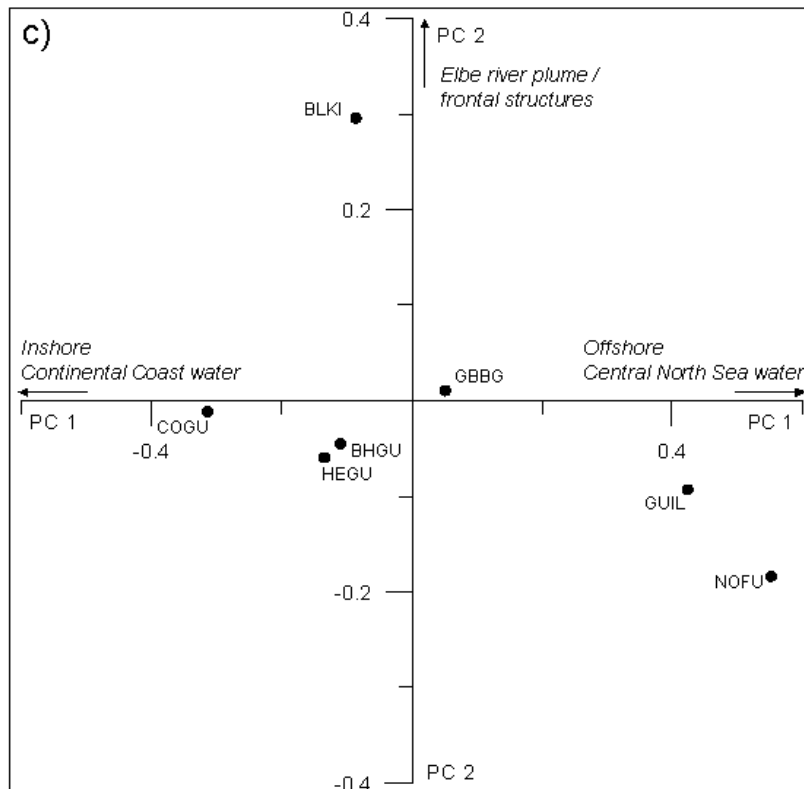 c)
0.4
PC 2
Elbe river plume /
frontal structures
BLKI
0.2
Inshore
Continental Coast water
Offshore
Central North Sea water
GBBG
PC 1
COGU
-0.4
BHGU
HEGU
0.4
PC 1
GUIL
NOFU
-0.2
-0.4
PC 2